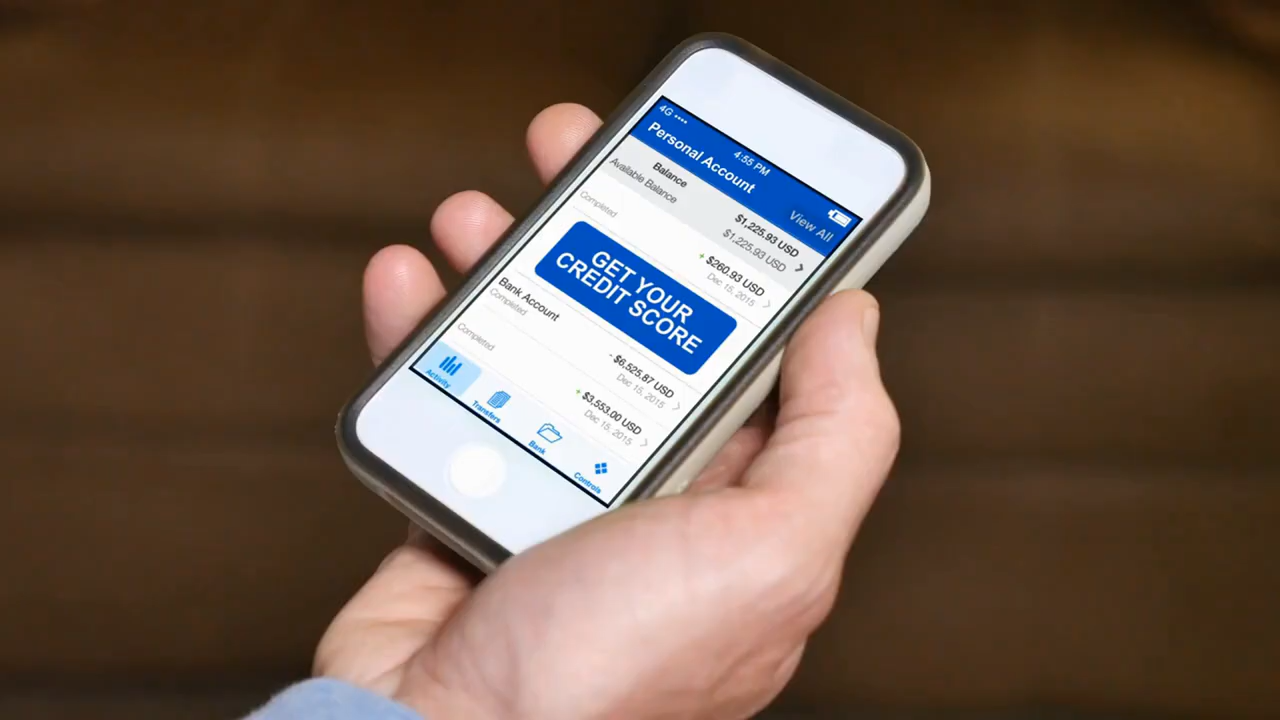 4G
4:55 PM
Personal Account
View All
Balance
$1,225.93 USD
Available Balance
$1,225.93 USD
Completed
+ $260.93 USD
Dec 15, 2015
GET YOUR
CREDIT SCORE
Bank Account
- $6,525.87 USD
Completed
Dec 15, 2015
+ $3,553.00 USD
Completed
Dec 15, 2015
Activity
Transfers
Bank
Controls